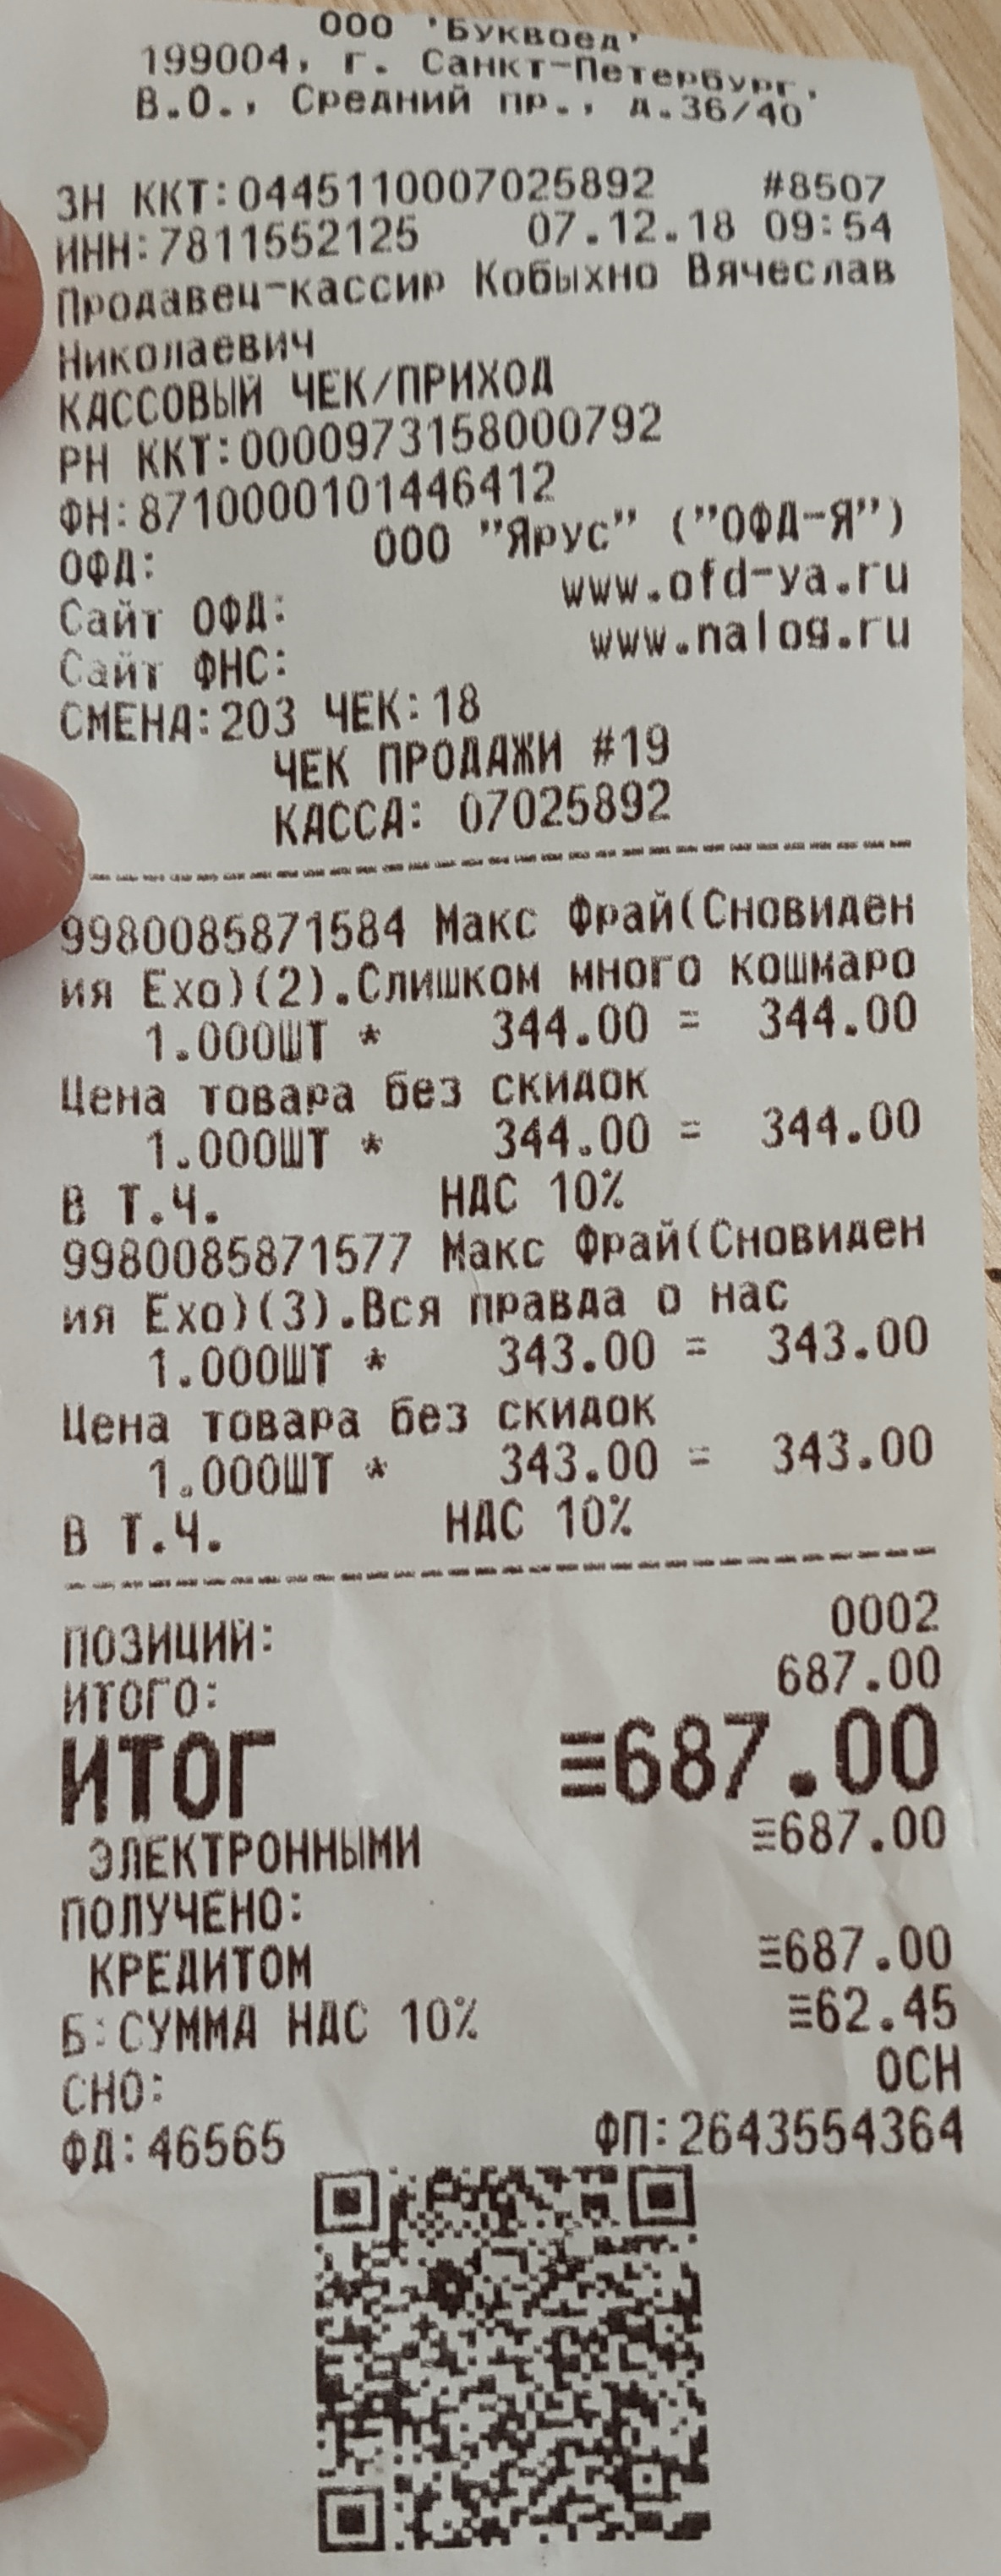 ООО 'Буквоед'
199004, г. Санкт-Петербург,
В.О., Средний пр., д.36/40
ЗН ККТ:0445110007025892 #8507
ИНН:7811552125 07.12.18 09:54
Продавец-кассир Кобыхно Вячеслав
Николаевич
КАССОВЫЙ ЧЕК/ПРИХОД
РН ККТ:0000973158000792
ФН:8710000101446412
ОФД: ООО "Ярус" ("ОФД-Я")
Сайт ОФД: www.ofd-ya.ru
Сайт ФНС: www.nalog.ru
СМЕНА:203 ЧЕК:18
ЧЕК ПРОДАЖИ #19
КАССА: 07025892
9980085871584 Макс Фрай(Сновиден
ия Ехо)(2).Слишком много кошмаро
1.000ШТ * 344.00 = 344.00
Цена товара без скидок
1.000ШТ * 344.00 = 344.00
В Т.Ч. НДС 10%
9980085871577 Макс Фрай(Сновиден
ия Ехо)(3).Вся правда о нас
1.000ШТ * 343.00 = 343.00
Цена товара без скидок
1.000ШТ * 343.00 = 343.00
В Т.Ч. НДС 10%
ПОЗИЦИЙ: 0002
ИТОГО: 687.00
ИТОГ ≡687.00
ЭЛЕКТРОННЫМИ ≡687.00
ПОЛУЧЕНО:
КРЕДИТОМ ≡687.00
Б:СУММА НДС 10% ≡62.45
СНО: ОСН
ФД:46565 ФП:2643554364